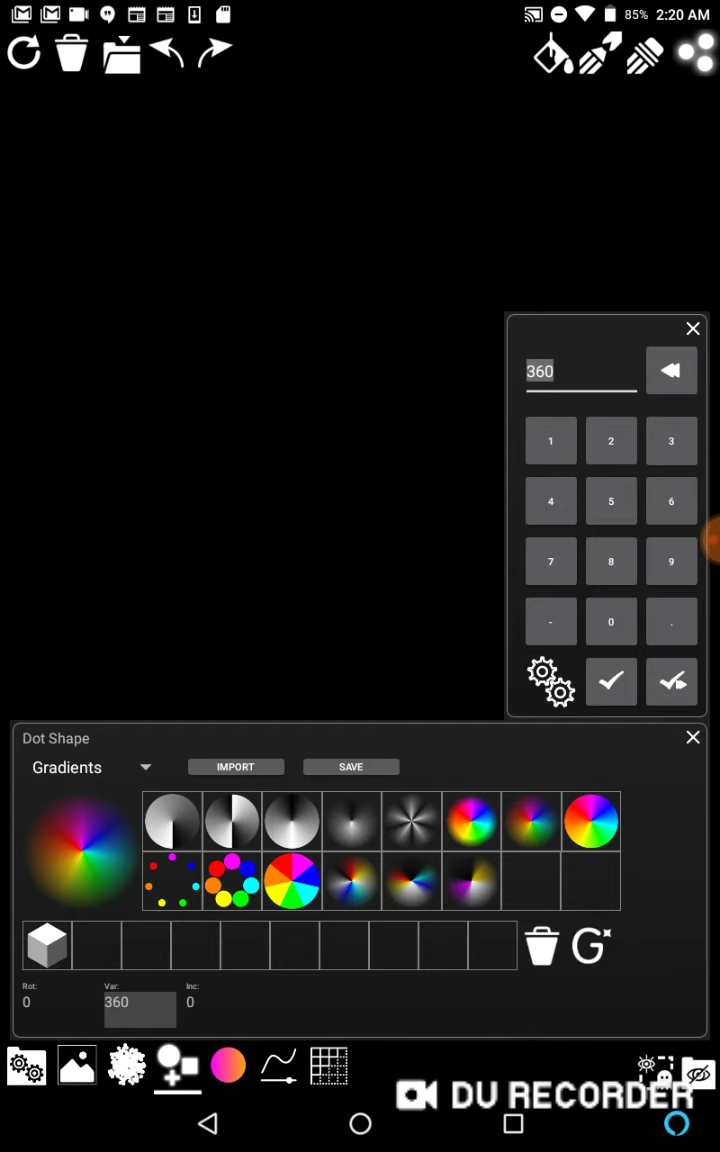 85% 2:20 AM
360
1 2 3
4 5 6
7 8 9
- 0 .
Dot Shape
Gradients IMPORT SAVE
G
Rot: Var: Inc:
0 360 0
DU RECORDER